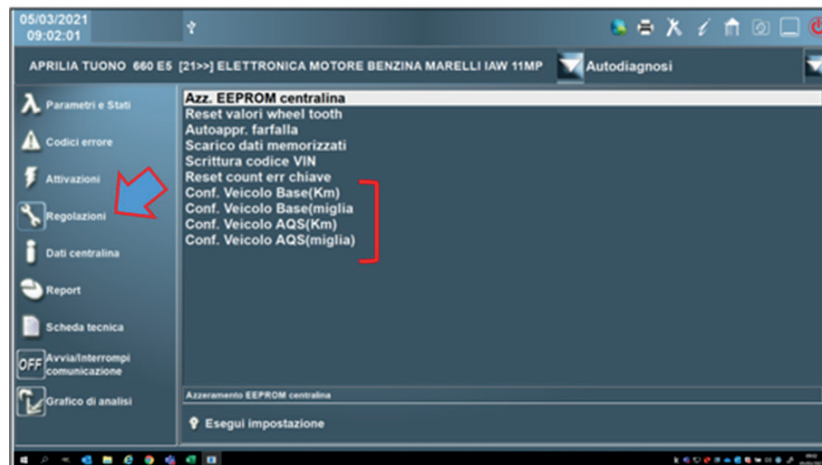 05/03/2021
09:02:01
APRILIA TUONO 660 E5 [21>>] ELETTRONICA MOTORE BENZINA MARELLI IAW 11MP
Autodiagnosi
Parametri e Stati
Codici errore
Attivazioni
Regolazioni
Dati centralina
Report
Scheda tecnica
OFF Avvia/Interrompi
comunicazione
Grafico di analisi
Azz. EEPROM centralina
Reset valori wheel tooth
Autoappr. farfalla
Scarico dati memorizzati
Scrittura codice VIN
Reset count err chiave
Conf. Veicolo Base(Km)
Conf. Veicolo Base(miglia
Conf. Veicolo AQS(Km)
Conf. Veicolo AQS(miglia)
Azzeramento EEPROM centralina
Esegui impostazione